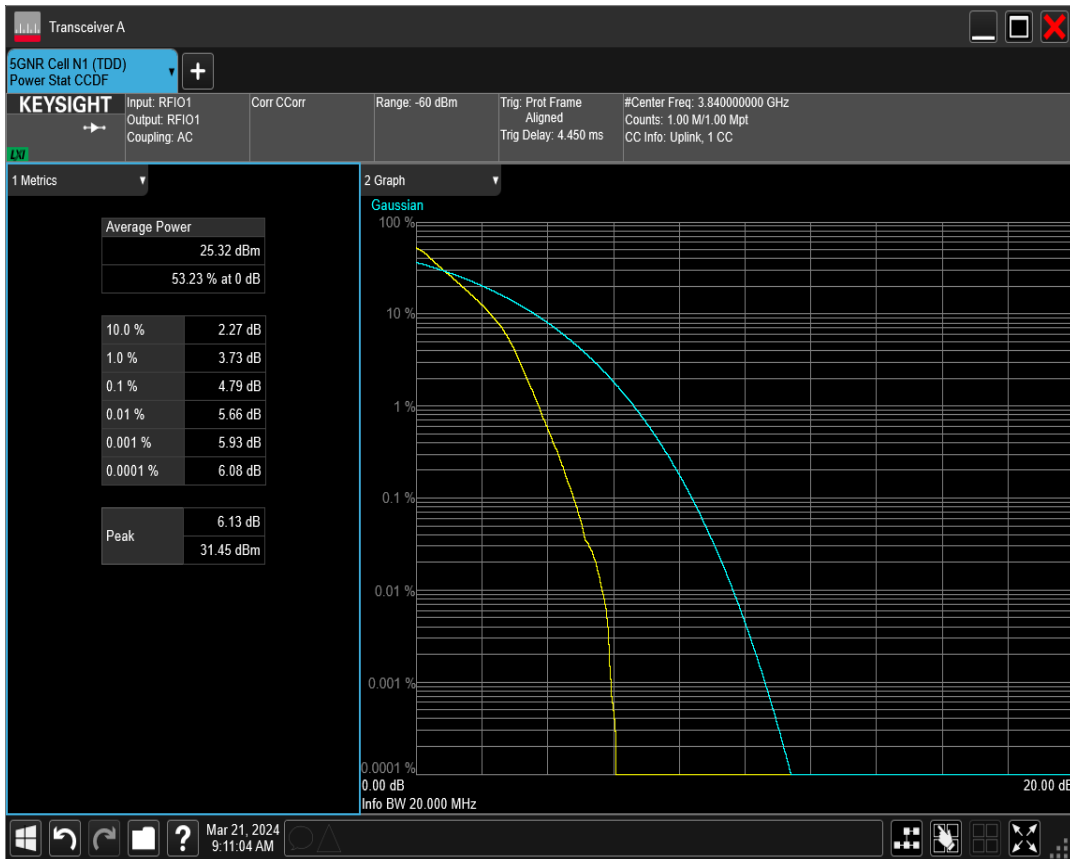 Transceiver A
5GNR Cell N1 (TDD)
Power Stat CCDF
KEYSIGHT
LXI
Input: RFIO1
Output: RFIO1
Coupling: AC
Corr CCorr
Range: -60 dBm
Trig: Prot Frame
Aligned
Trig Delay: 4.450 ms
#Center Freq: 3.840000000 GHz
Counts: 1.00 M/1.00 Mpt
CC Info: Uplink, 1 CC
1 Metrics
Average Power
25.32 dBm
53.23 % at 0 dB
10.0 % 2.27 dB
1.0 % 3.73 dB
0.1 % 4.79 dB
0.01 % 5.66 dB
0.001 % 5.93 dB
0.0001 % 6.08 dB
Peak
6.13 dB
31.45 dBm
2 Graph
Gaussian
100 %
10 %
1 %
0.1 %
0.01 %
0.001 %
0.0001 %
0.00 dB 20.00 dB
Info BW 20.000 MHz
?
Mar 21, 2024
9:11:04 AM